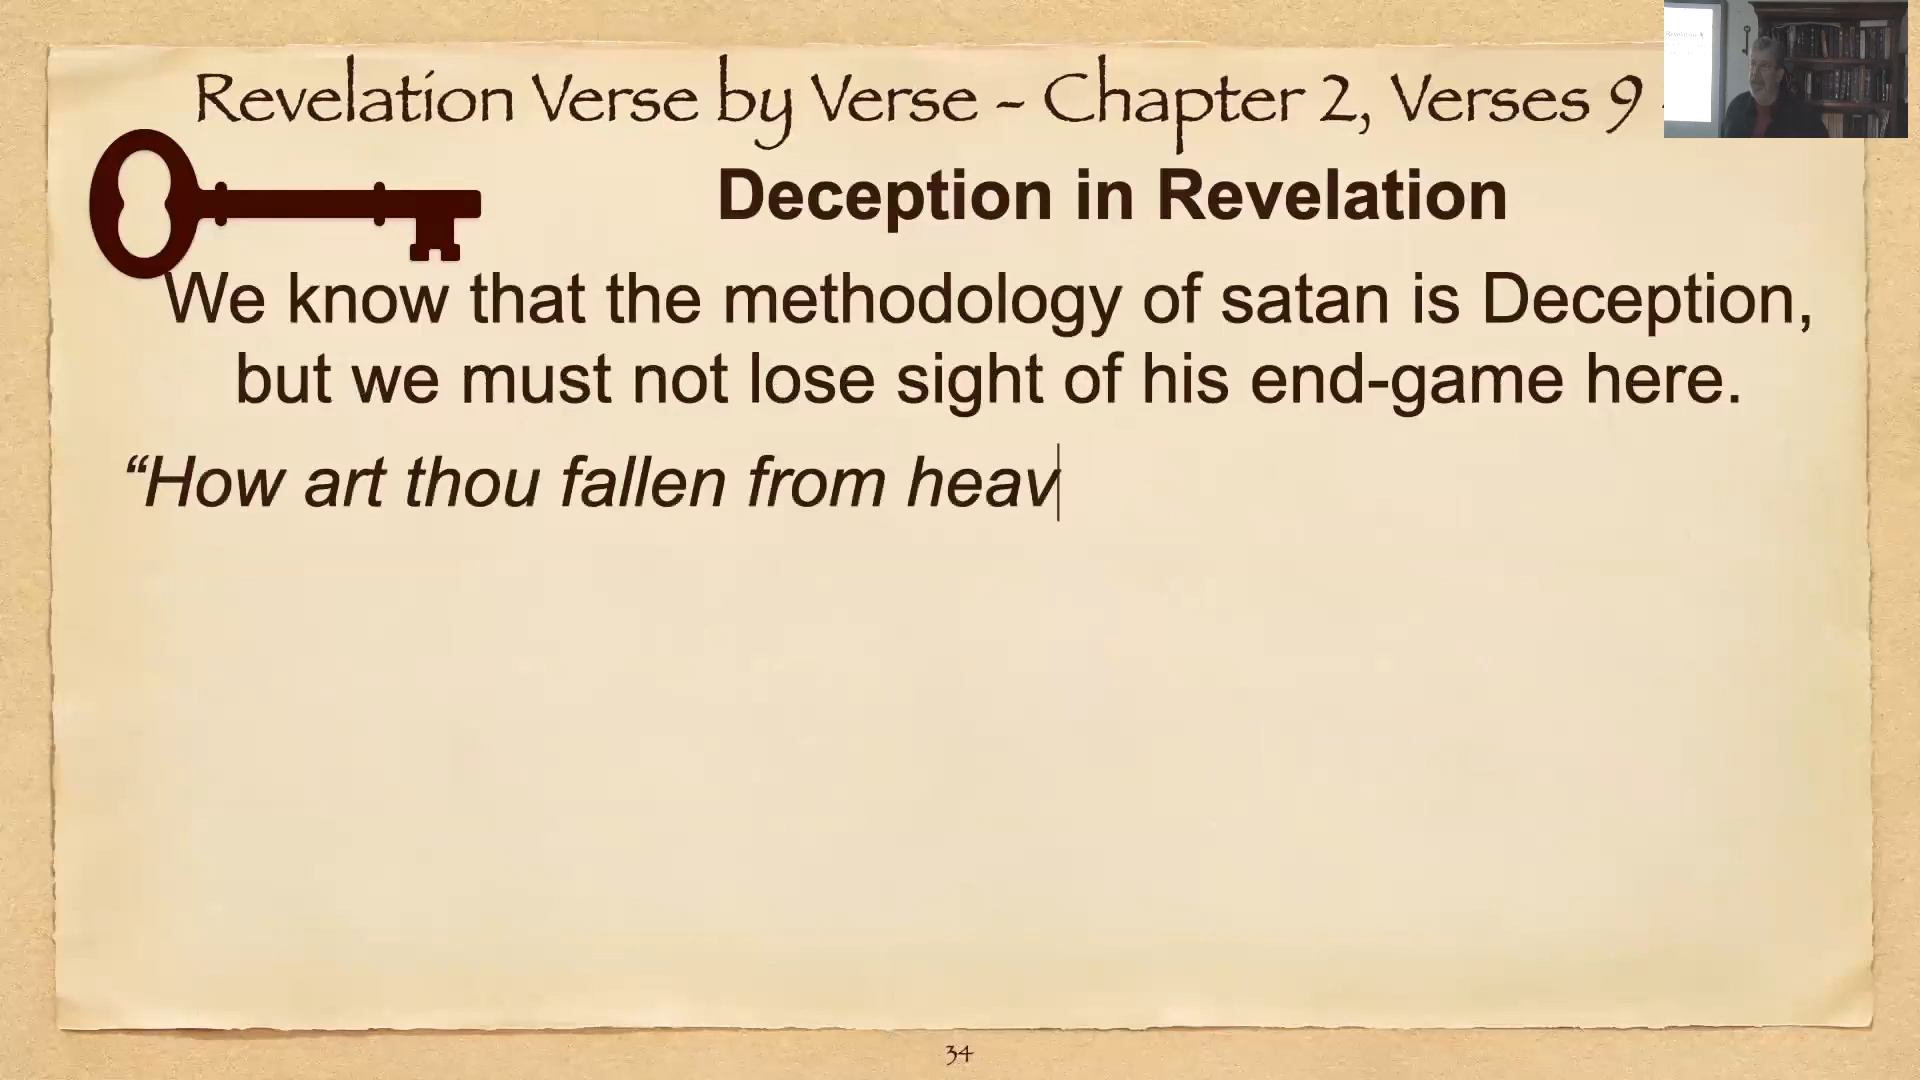 Revelation Verse by Verse ~ Chapter 2, Verses 9
Deception in Revelation
We know that the methodology of satan is Deception,
but we must not lose sight of his end-game here.
“How art thou fallen from heav
34